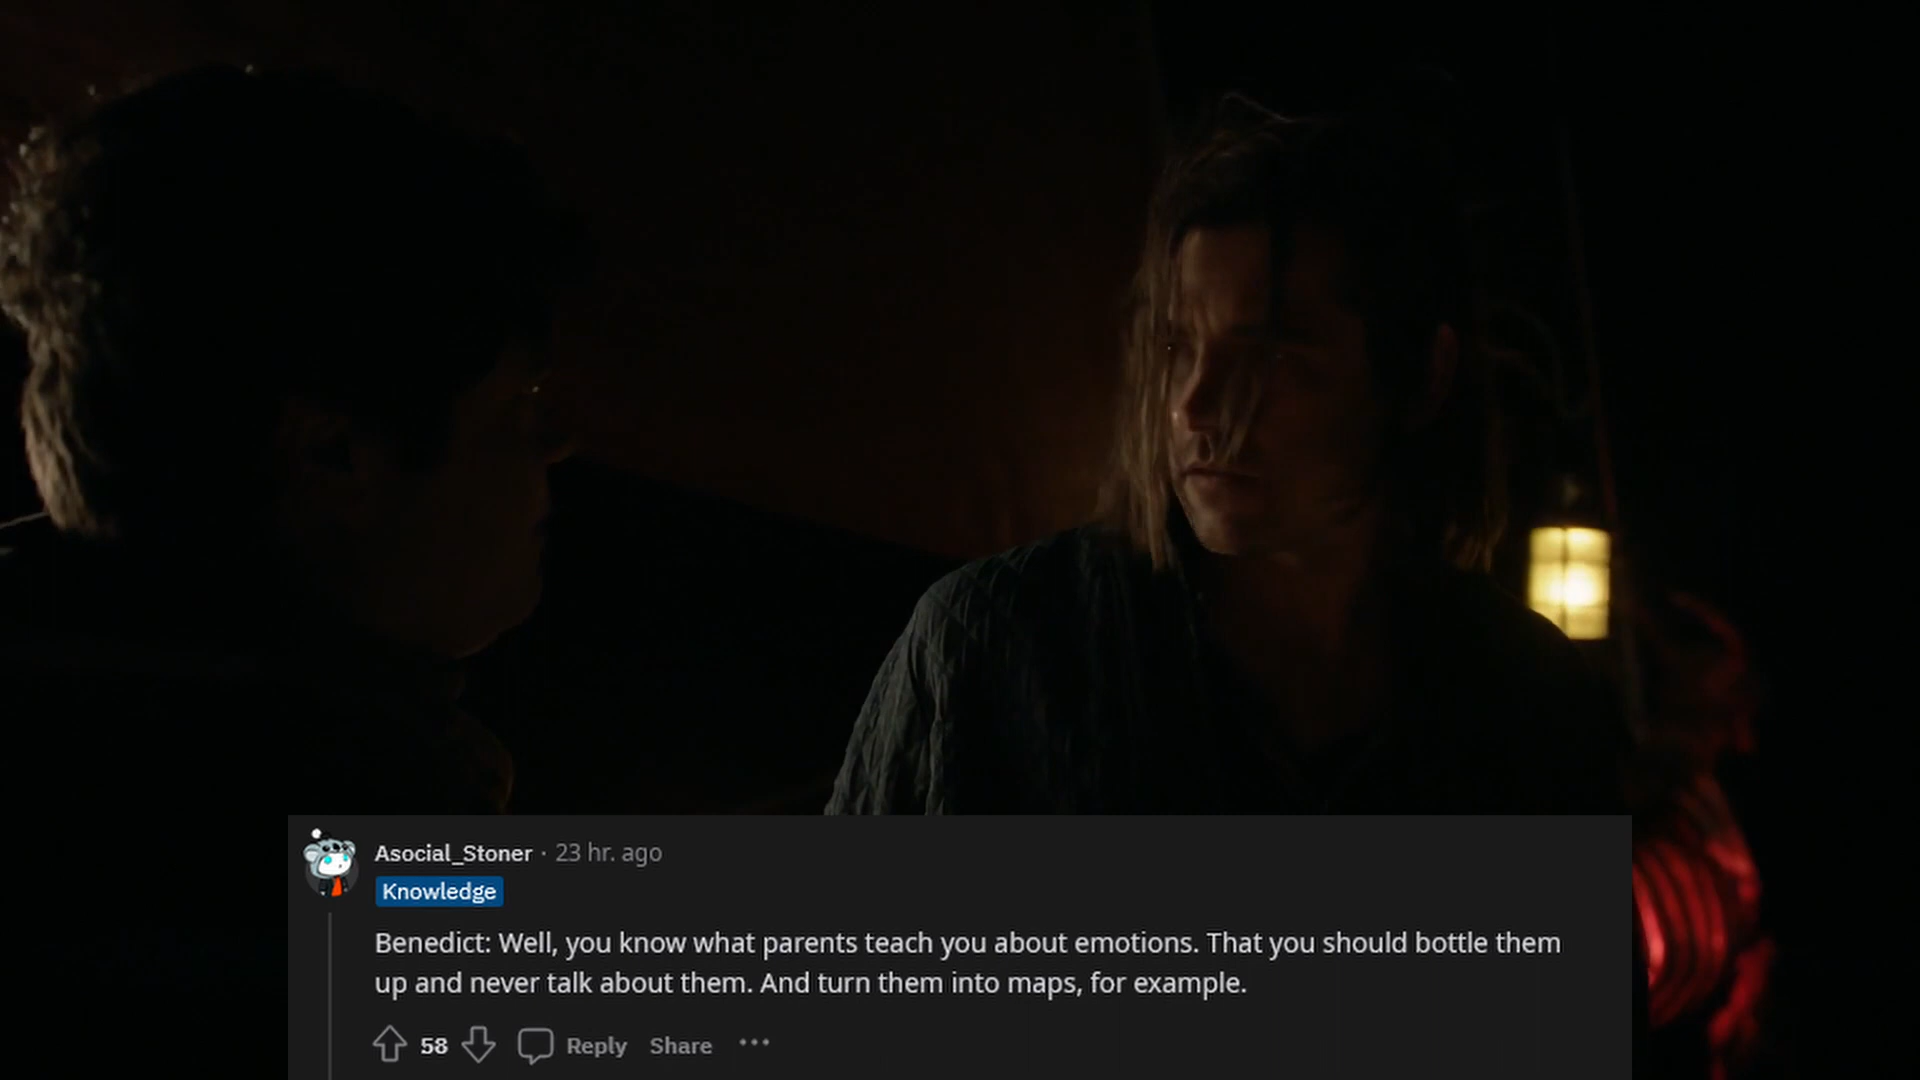 Asocial_Stoner · 23 hr. ago
Knowledge
Benedict: Well, you know what parents teach you about emotions. That you should bottle them
up and never talk about them. And turn them into maps, for example.
58 Reply Share ···